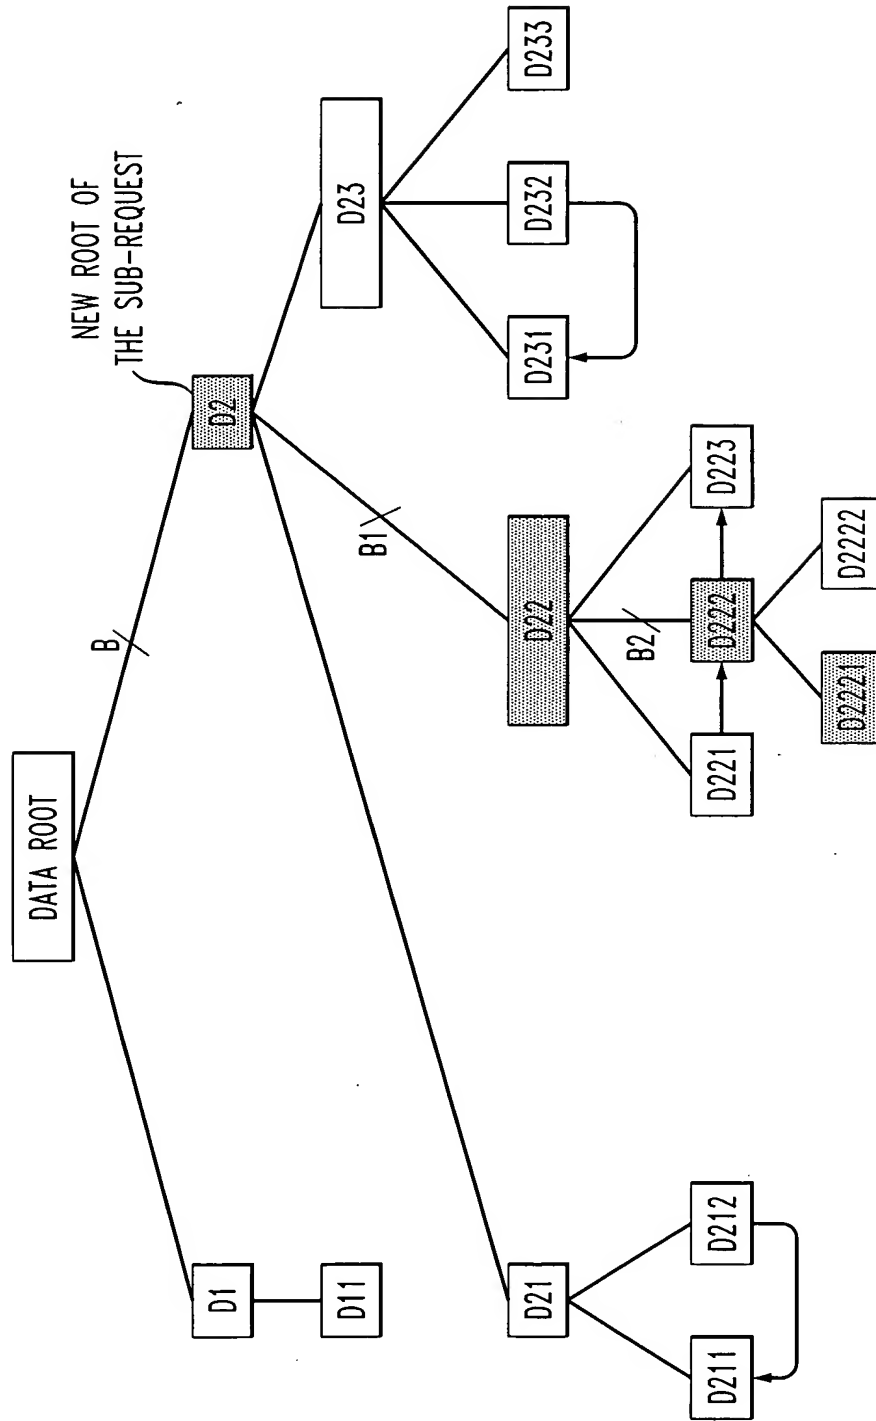 DATA ROOT
NEW ROOT OF
THE SUB-REQUEST
B
D1
D2
D11
D23
B1
D21
D22
D231
D232
D233
B2
D211
D212
D221
D222
D223
D2221
D2222